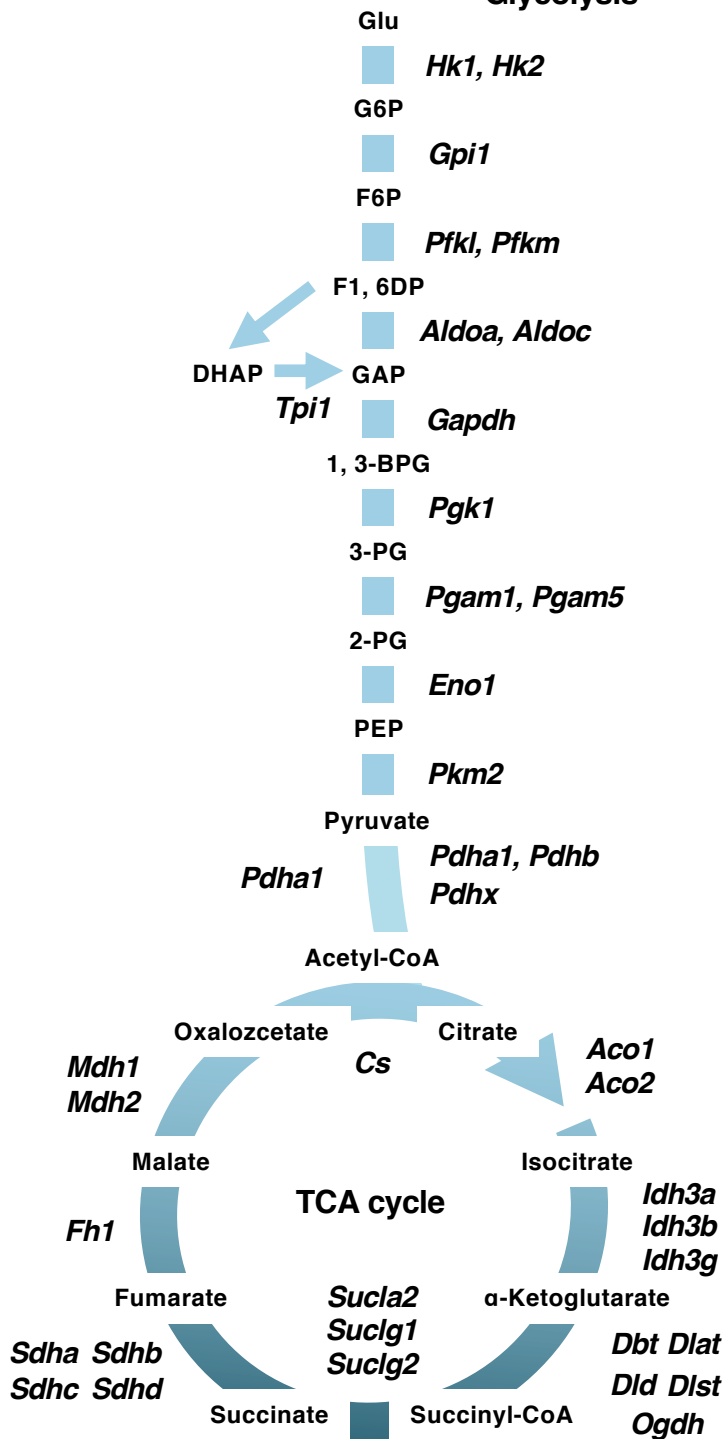 Glycolysis
Glu
Hk1, Hk2
G6P
Gpi1
F6P
Pfkl, Pfkm
F1, 6DP
Aldoa, Aldoc
DHAP
GAP
Tpi1
Gapdh
1, 3-BPG
Pgk1
3-PG
Pgam1, Pgam5
2-PG
Eno1
PEP
Pkm2
Pyruvate
Pdha1, Pdhb
Pdha1
Pdhx
Acetyl-CoA
Oxalozcetate
Citrate
Cs
Aco1
Aco2
Mdh1
Mdh2
Malate
Isocitrate
TCA cycle
Idh3a
Idh3b
Idh3g
Fh1
Fumarate
α-Ketoglutarate
Sucla2
Suclg1
Suclg2
Sdha Sdhb
Sdhc Sdhd
Dbt Dlat
Dld Dlst
Ogdh
Succinate
Succinyl-CoA